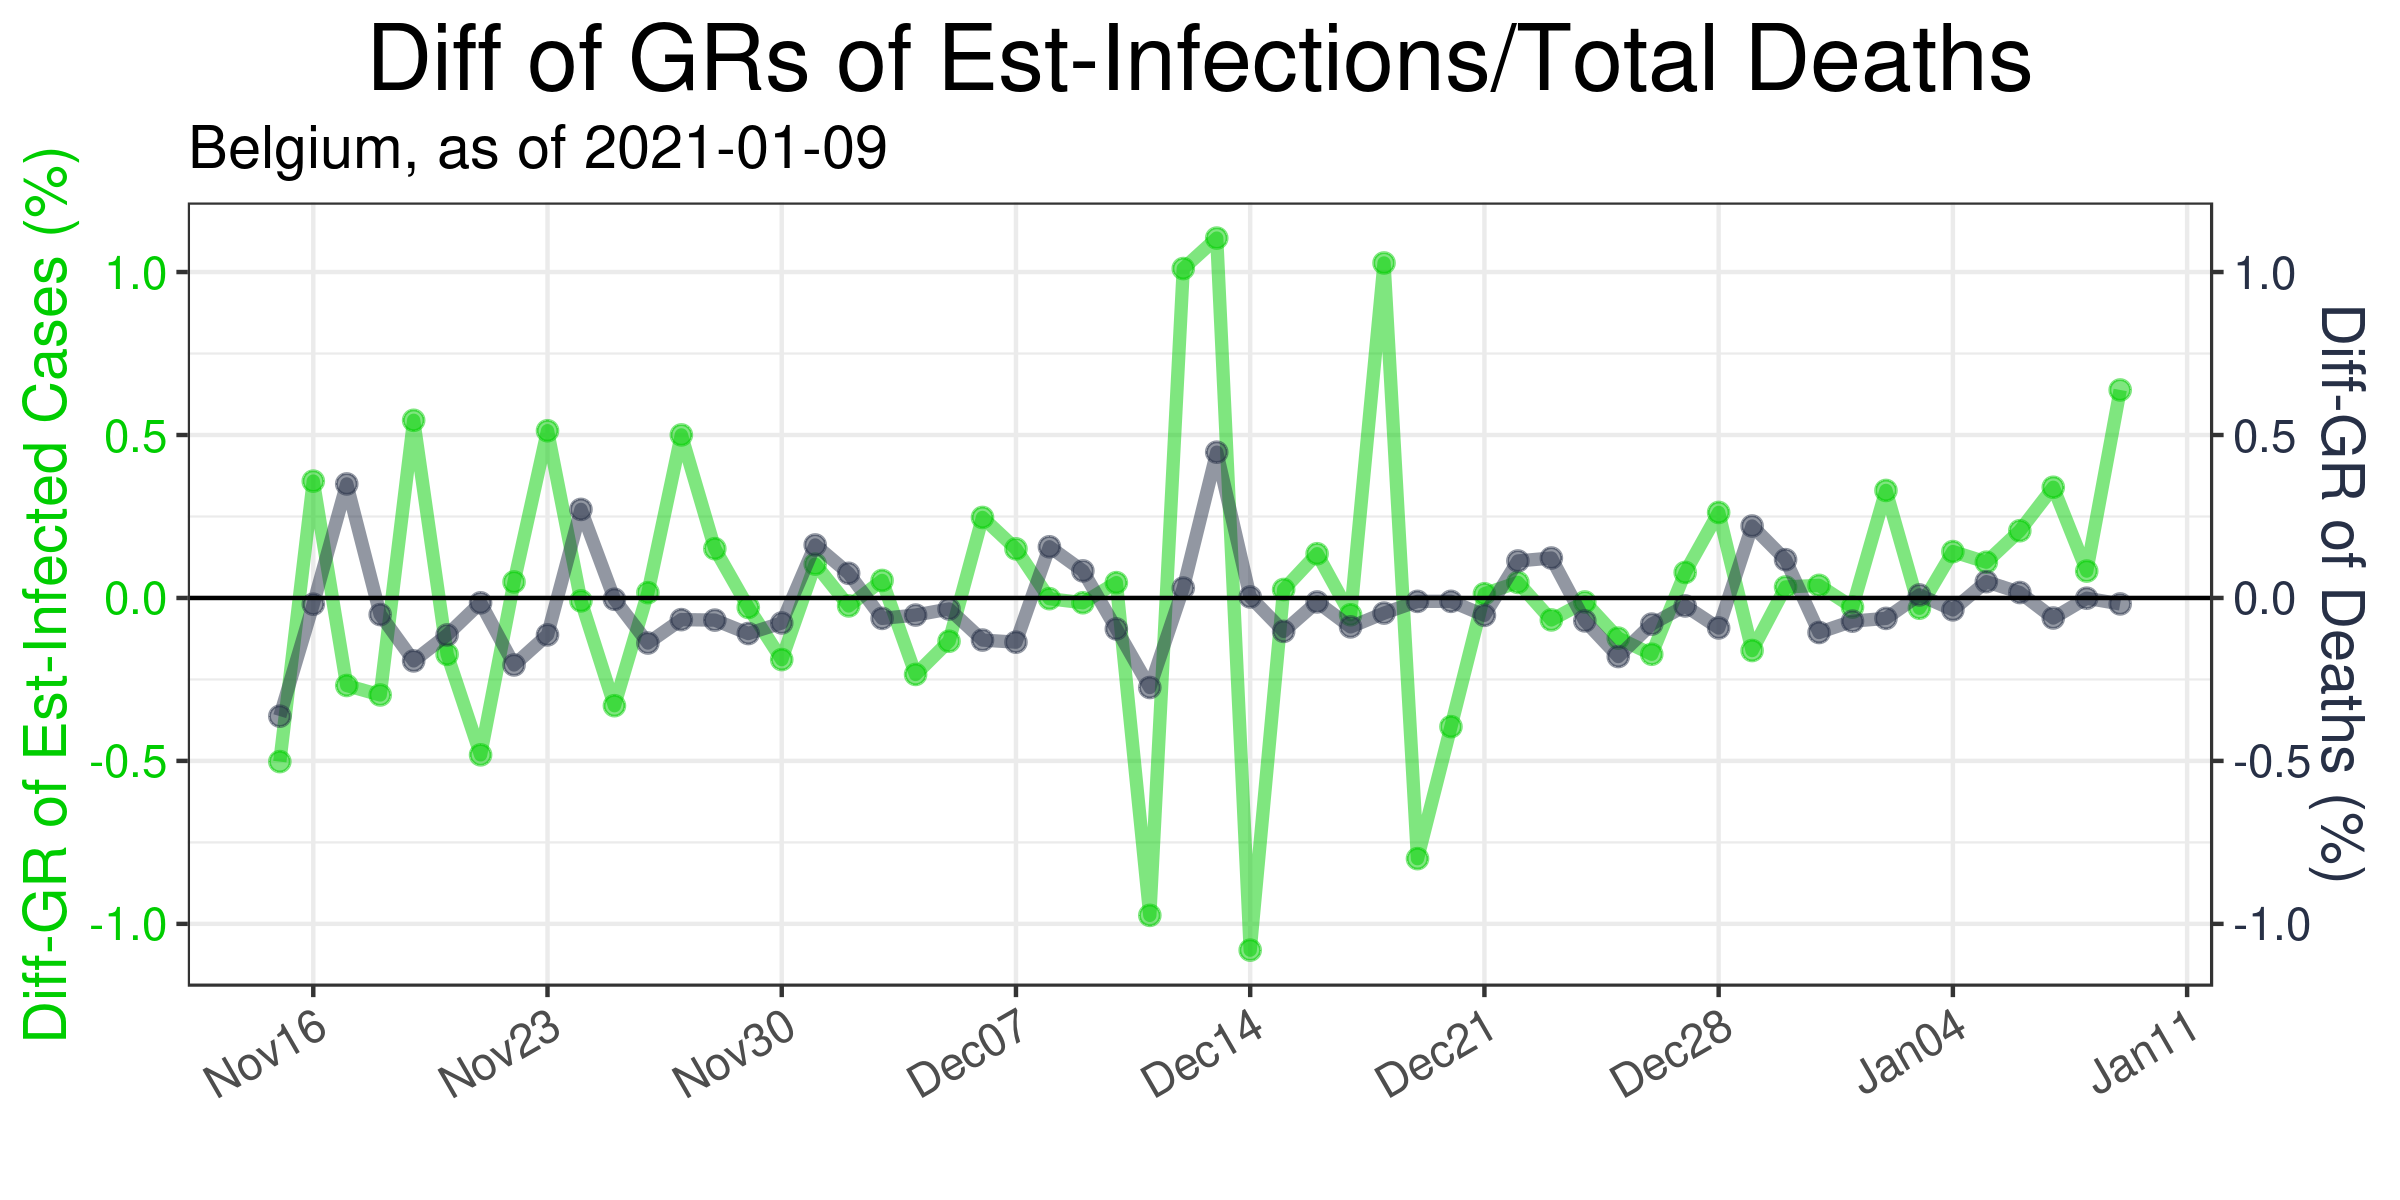 Diff of GRs of Est-Infections/Total Deaths
Belgium, as of 2021-01-09
Diff-GR of Est-Infected Cases (%)
1.0
0.5
0.0
-0.5
-1.0
1.0
0.5
0.0
-0.5
-1.0
Diff-GR of Deaths (%)
Nov16
Nov23
Nov30
Dec07
Dec14
Dec21
Dec28
Jan04
Jan11